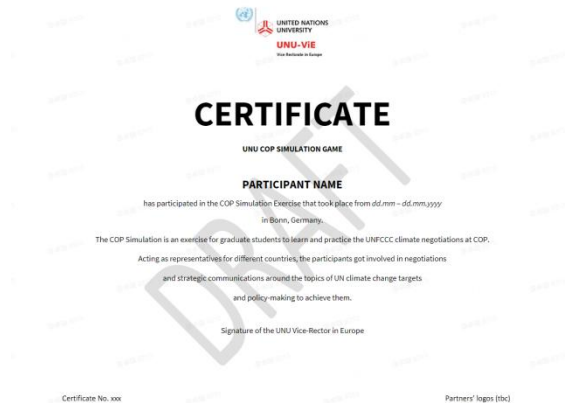 UNITED NATIONS
UNIVERSITY
UNU-ViE
Vice Rectorate in Europe
CERTIFICATE
UNU COP SIMULATION GAME
PARTICIPANT NAME
has participated in the COP Simulation Exercise that took place from dd.mm – dd.mm.yyyy
in Bonn, Germany.
The COP Simulation is an exercise for graduate students to learn and practice the UNFCCC climate negotiations at COP.
Acting as representatives for different countries, the participants got involved in negotiations
and strategic communications around the topics of UN climate change targets
and policy-making to achieve them.
DRAFT
Signature of the UNU Vice-Rector in Europe
Certificate No. xxx
Partners' logos (tbc)